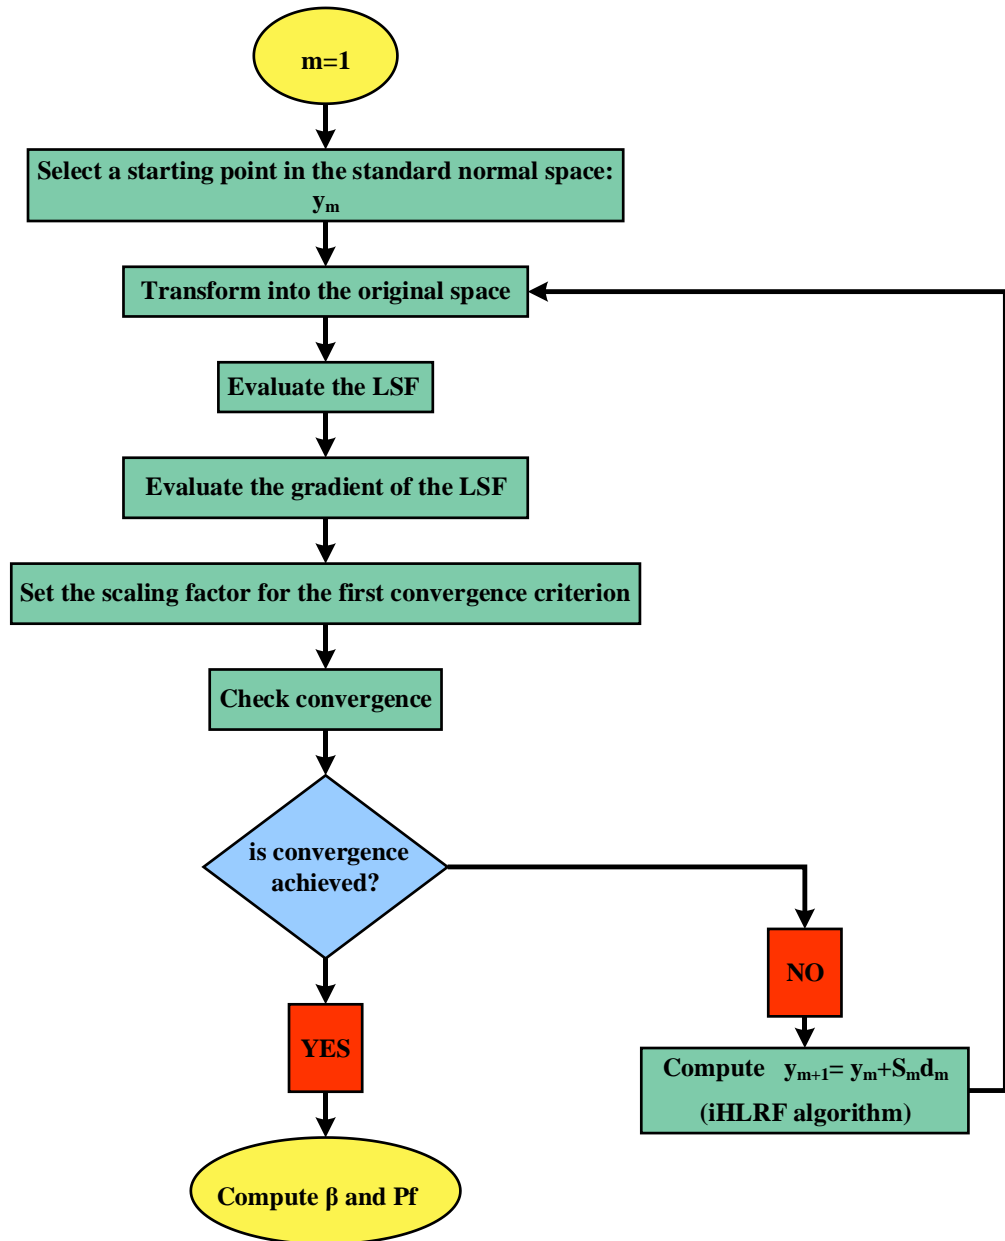 m=1
Select a starting point in the standard normal space:
yₘ
Transform into the original space
Evaluate the LSF
Evaluate the gradient of the LSF
Set the scaling factor for the first convergence criterion
Check convergence
is convergence
achieved?
NO
YES
Compute yₘ₊₁= yₘ+Sₘdₘ
(iHLRF algorithm)
Compute β and Pf